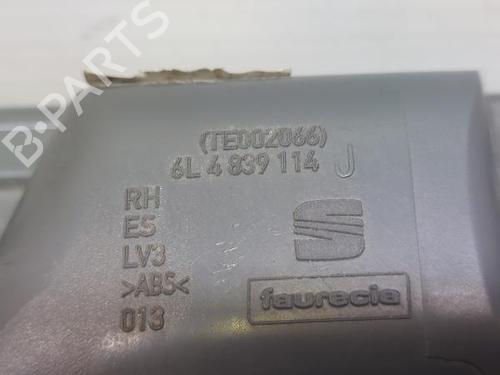 B-PARTS
(TE002066)
6L 4 839 114 J
RH
ES
LV3
>ABS<
013
faurecia